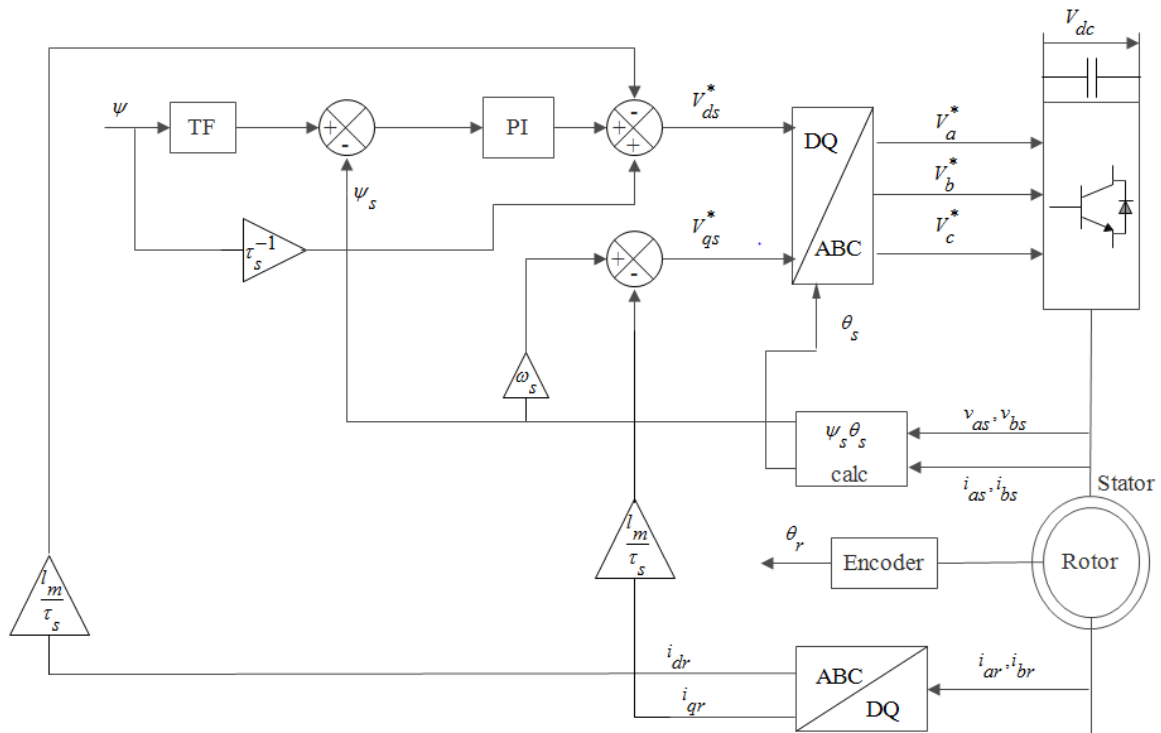 V_dc
ψ
TF
+
-
PI
-
+
+
V*_ds
DQ
ABC
V*_a
V*_b
V*_c
ψ_s
τ_s^-1
+
-
V*_qs
θ_s
ω_s
ψ_s θ_s
calc
v_as, v_bs
i_as, i_bs
Stator
l_m
τ_s
θ_r
Encoder
Rotor
l_m
τ_s
i_dr
i_qr
ABC
DQ
i_ar, i_br